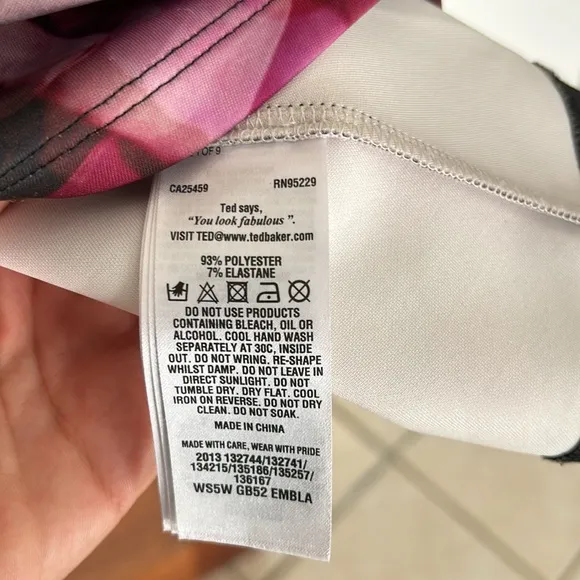 OF 9
CA25459 RN95229
Ted says,
"You look fabulous".
VISIT TED@www.tedbaker.com
93% POLYESTER
7% ELASTANE
DO NOT USE PRODUCTS
CONTAINING BLEACH, OIL OR
ALCOHOL. COOL HAND WASH
SEPARATELY AT 30C, INSIDE
OUT. DO NOT WRING. RE-SHAPE
WHILST DAMP. DO NOT LEAVE IN
DIRECT SUNLIGHT. DO NOT
TUMBLE DRY. DRY FLAT. COOL
IRON ON REVERSE. DO NOT DRY
CLEAN. DO NOT SOAK.
MADE IN CHINA
MADE WITH CARE, WEAR WITH PRIDE
2013 132744/132741/
134215/135186/135257/
136167
WS5W GB52 EMBLA